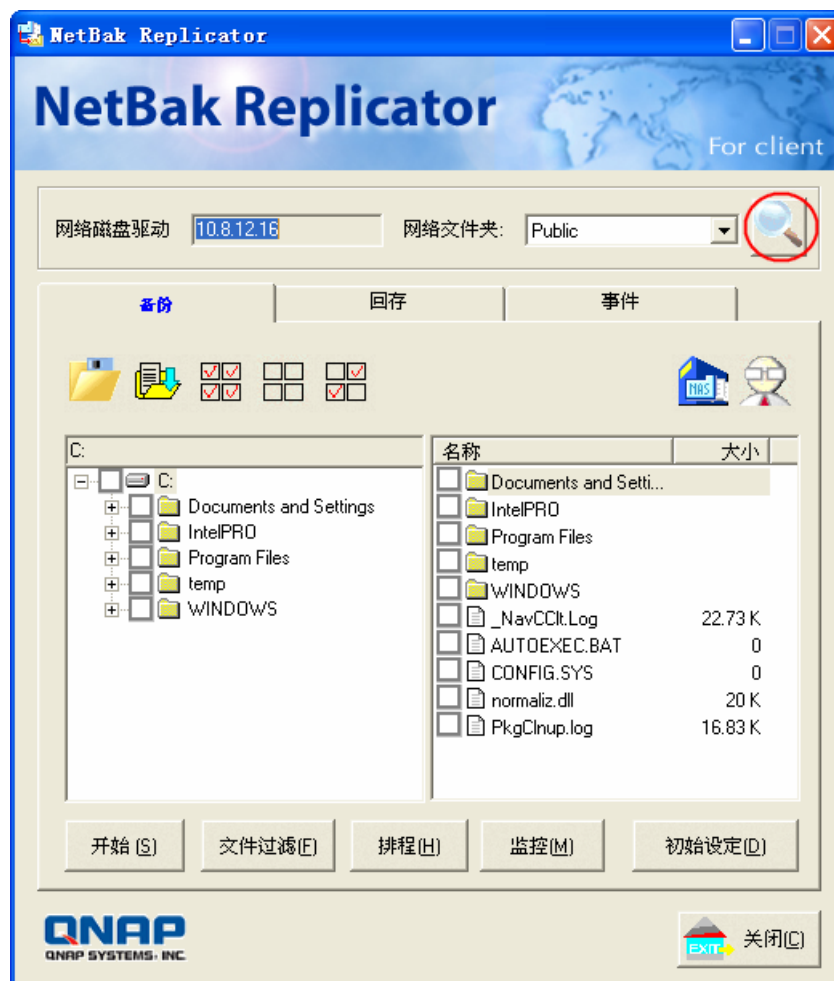 NetBak Replicator
NetBak Replicator
For client
网络磁盘驱动 10.8.12.16 网络文件夹: Public
备份 回存 事件
NAS
C: 名称 大小
C:
Documents and Settings
IntelPRO
Program Files
temp
WINDOWS
Documents and Setti...
IntelPRO
Program Files
temp
WINDOWS
_NavCClt.Log 22.73 K
AUTOEXEC.BAT 0
CONFIG.SYS 0
normaliz.dll 20 K
PkgClnup.log 16.83 K
开始 (S) 文件过滤(F) 排程(H) 监控(M) 初始设定(D)
QNAP
QNAP SYSTEMS, INC.
EXIT 关闭(C)